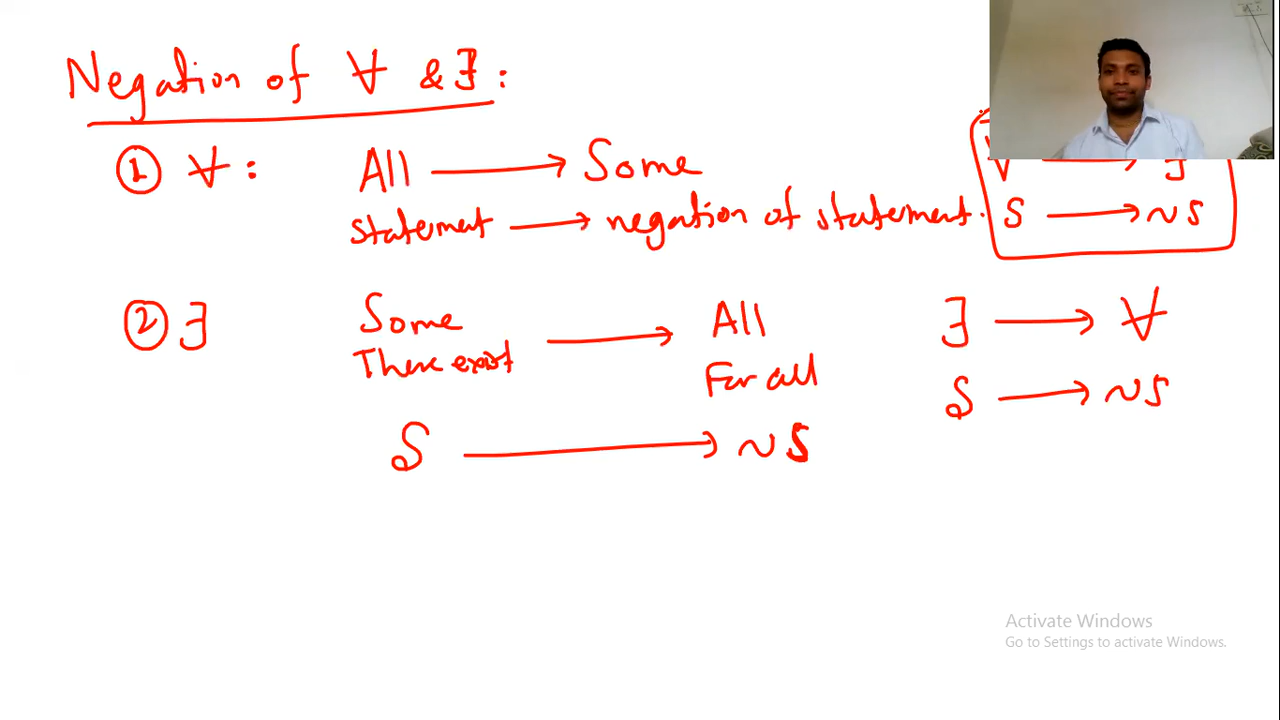 Negation of ∀ & ∃ :
① ∀ : All → Some
statement → negation of statement.
∀ → ∃
S → ~S
② ∃ Some There exist → All For all
S → ~S
∃ → ∀
S → ~S
Activate Windows
Go to Settings to activate Windows.